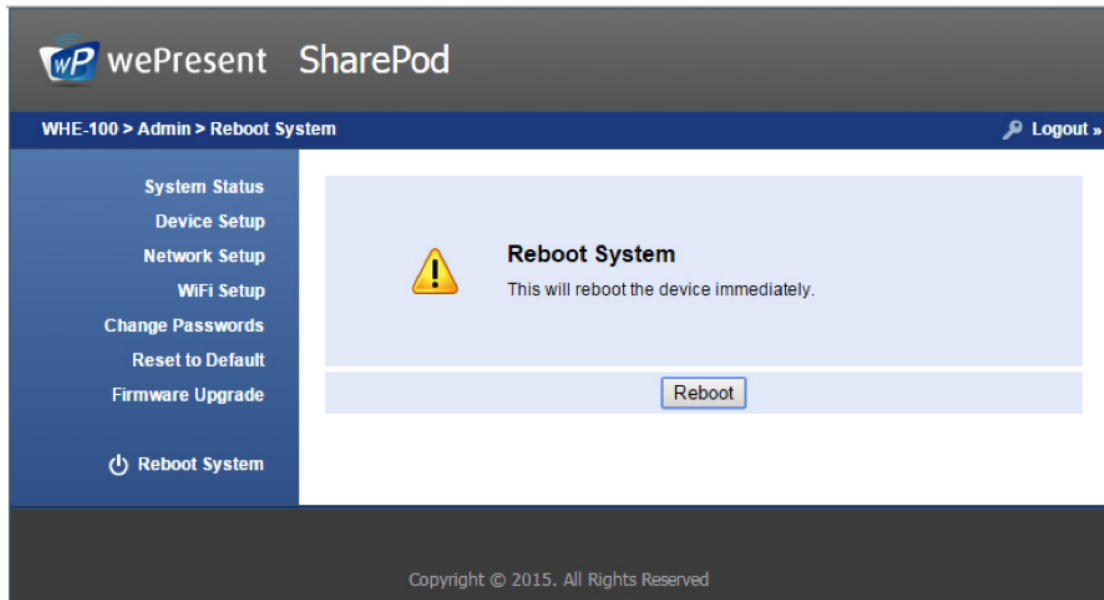 wP wePresent SharePod
WHE-100 > Admin > Reboot System
Logout »
System Status
Device Setup
Network Setup
WiFi Setup
Change Passwords
Reset to Default
Firmware Upgrade
Reboot System
Reboot System
This will reboot the device immediately.
Reboot
Copyright © 2015. All Rights Reserved